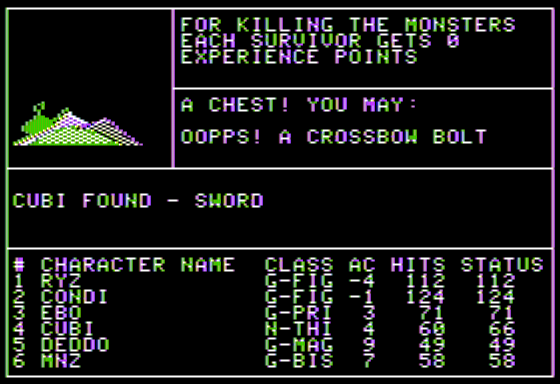 FOR KILLING THE MONSTERS
EACH SURVIVOR GETS 0
EXPERIENCE POINTS
A CHEST! YOU MAY:
OOPPS! A CROSSBOW BOLT
CUBI FOUND - SWORD
# CHARACTER NAME CLASS AC HITS STATUS
1 RYZ G-FIG -4 112 112
2 CONDI G-FIG -1 124 124
3 EBO G-PRI 3 71 71
4 CUBI N-THI 4 60 66
5 DEDDO G-MAG 9 49 49
6 MNZ G-BIS 7 58 58